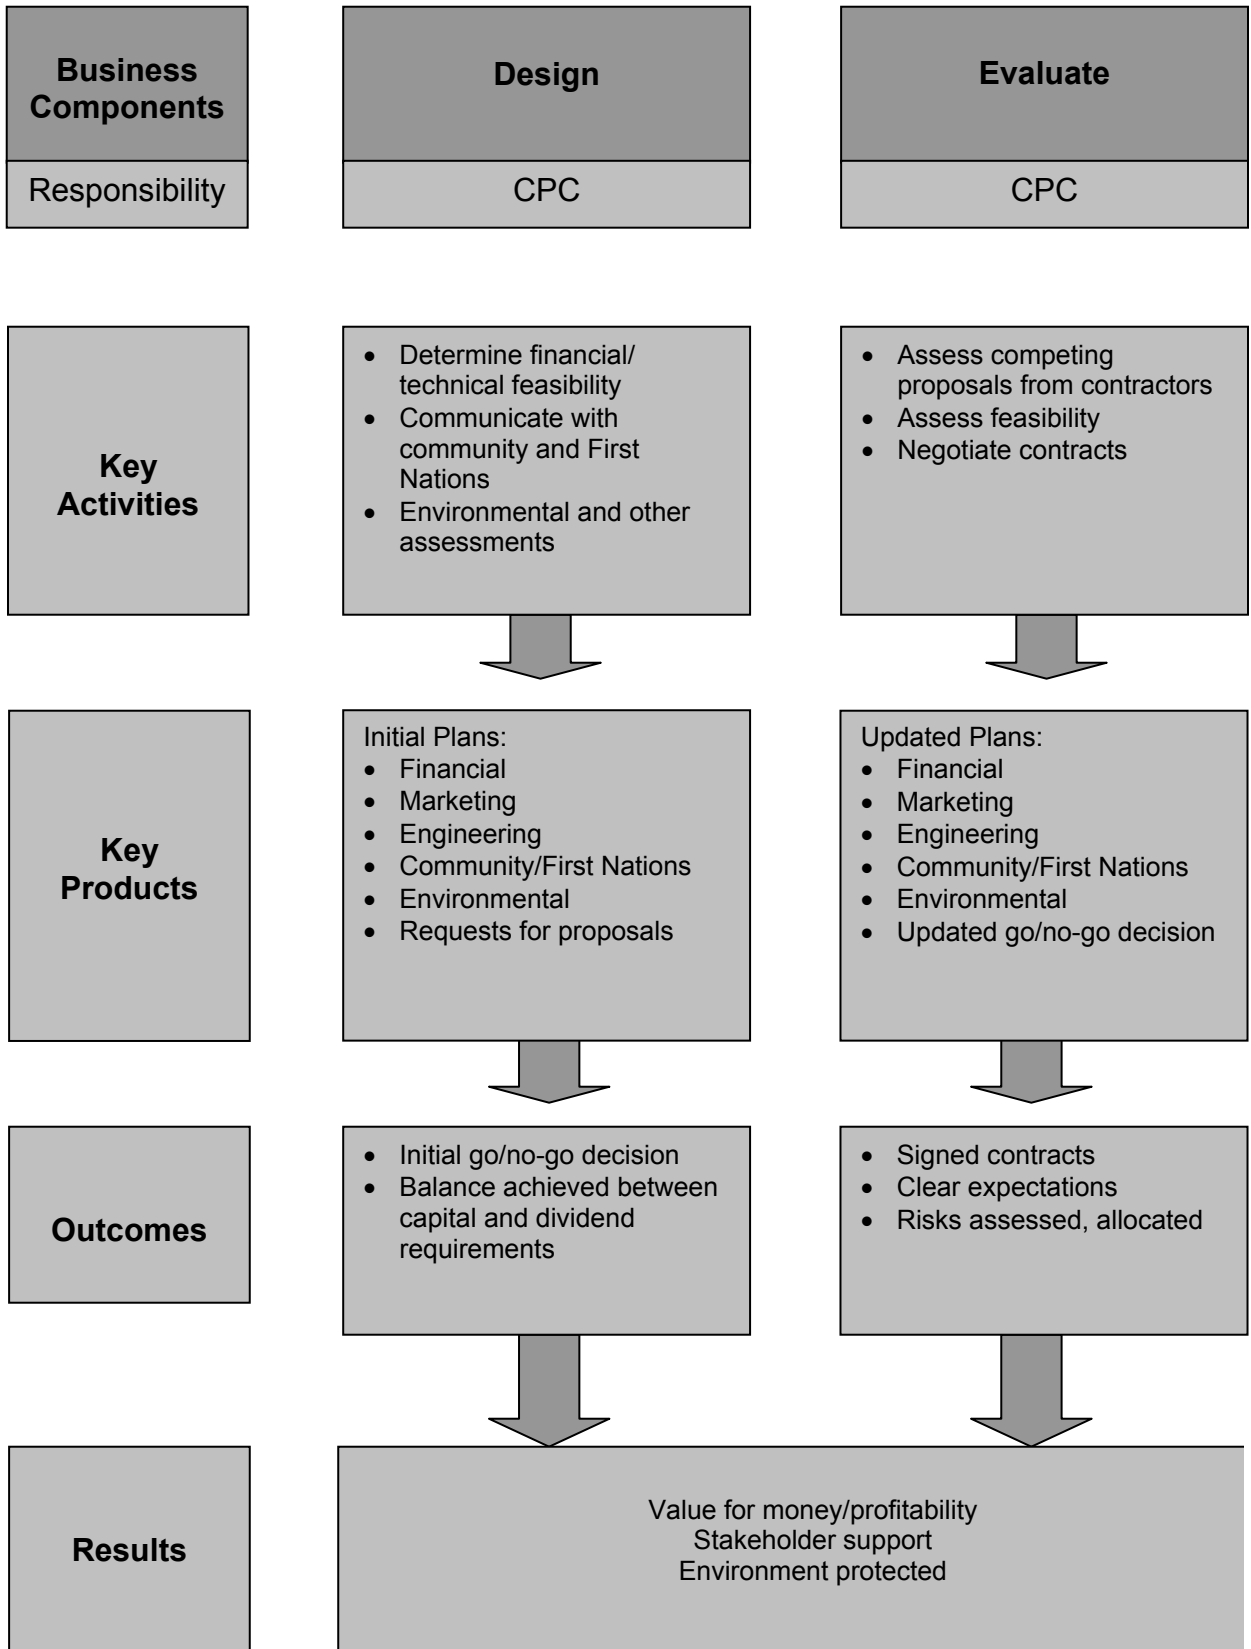 Business
Components
Design
Evaluate
Responsibility
CPC
CPC
Key
Activities
• Determine financial/
technical feasibility
• Communicate with
community and First
Nations
• Environmental and other
assessments
• Assess competing
proposals from contractors
• Assess feasibility
• Negotiate contracts
Key
Products
Initial Plans:
• Financial
• Marketing
• Engineering
• Community/First Nations
• Environmental
• Requests for proposals
Updated Plans:
• Financial
• Marketing
• Engineering
• Community/First Nations
• Environmental
• Updated go/no-go decision
Outcomes
• Initial go/no-go decision
• Balance achieved between
capital and dividend
requirements
• Signed contracts
• Clear expectations
• Risks assessed, allocated
Results
Value for money/profitability
Stakeholder support
Environment protected